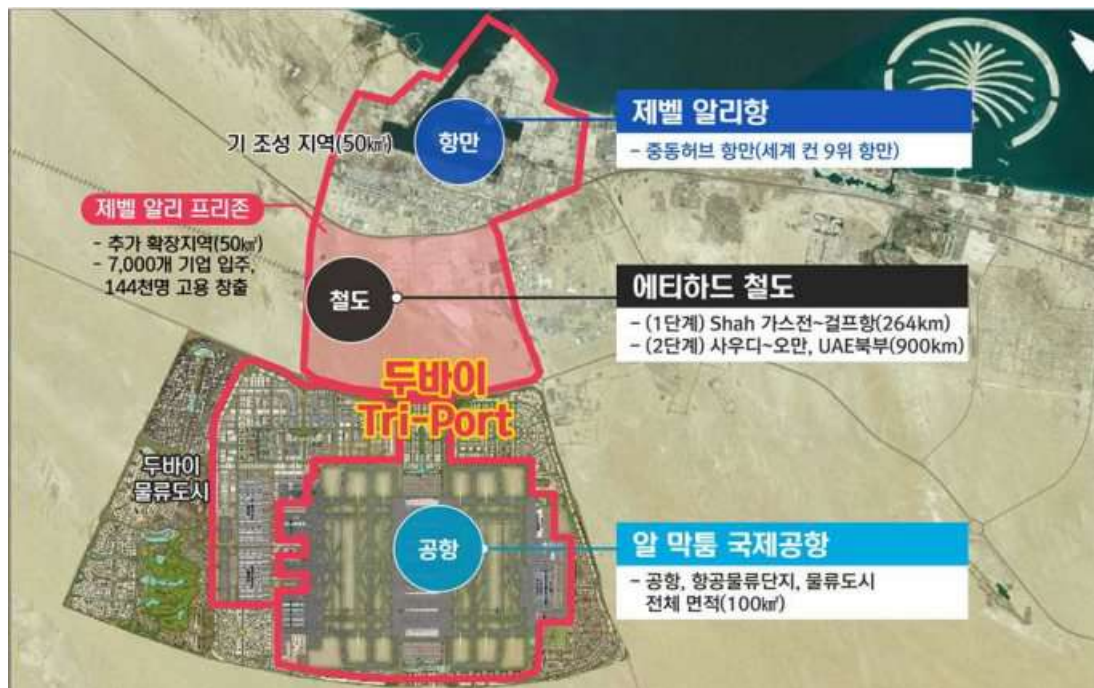 제벨 알리항
- 중동허브 항만(세계 컨 9위 항만)
항만
기 조성 지역(50㎢)
제벨 알리 프리존
- 추가 확장지역(50㎢)
- 7,000개 기업 입주,
144천명 고용 창출
철도
에티하드 철도
- (1단계) Shah 가스전~걸프항(264km)
- (2단계) 사우디~오만, UAE북부(900km)
두바이
Tri-Port
두바이
물류도시
공항
알 막툼 국제공항
- 공항, 항공물류단지, 물류도시
전체 면적(100㎢)